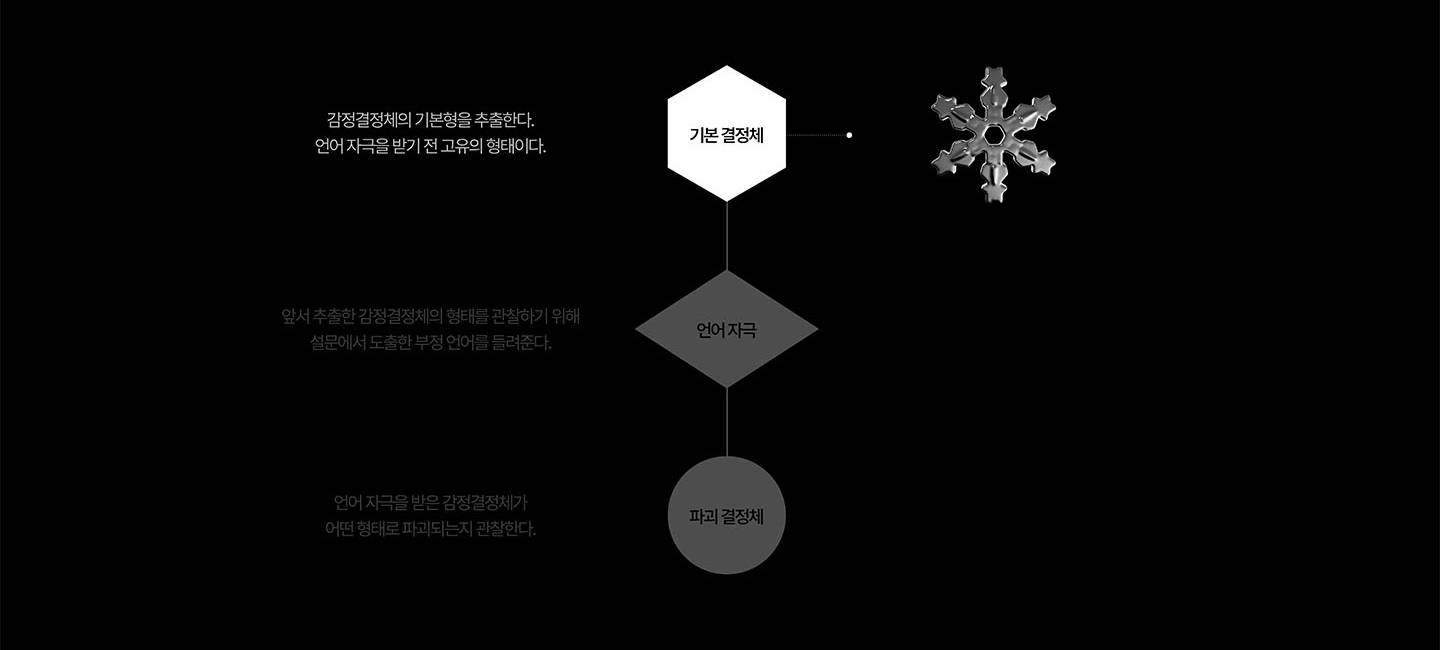 감정결정체의 기본형을 추출한다.
언어 자극을 받기 전 고유의 형태이다.
기본 결정체
앞서 추출한 감정결정체의 형태를 관찰하기 위해
설문에서 도출한 부정 언어를 들려준다.
언어 자극
언어 자극을 받은 감정결정체가
어떤 형태로 파괴되는지 관찰한다.
파괴 결정체